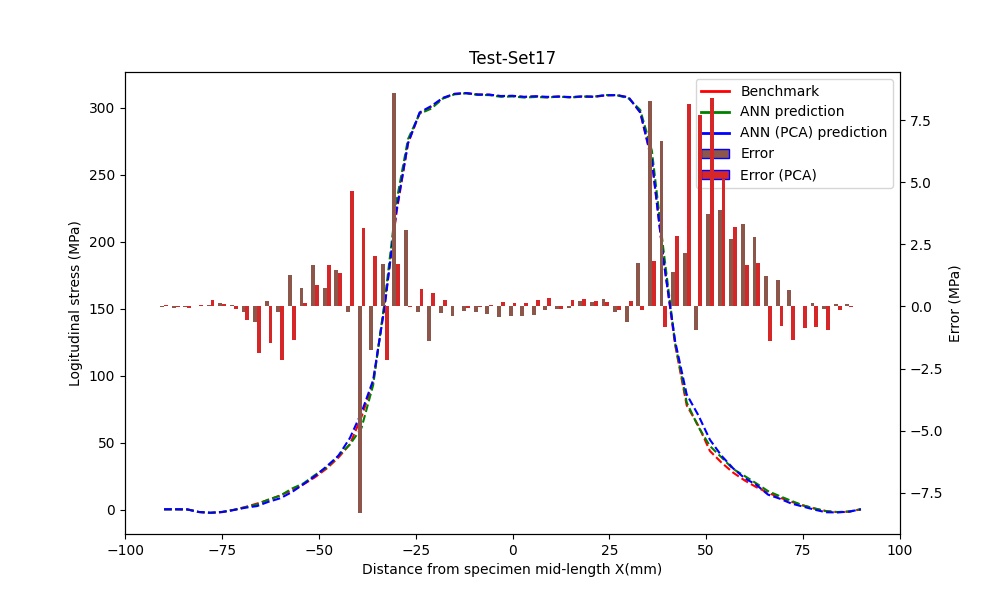 Test-Set17
Benchmark
ANN prediction
ANN (PCA) prediction
Error
Error (PCA)
300
250
200
150
100
50
0
Logitudinal stress (MPa)
7.5
5.0
2.5
0.0
−2.5
−5.0
−7.5
Error (MPa)
−100 −75 −50 −25 0 25 50 75 100
Distance from specimen mid-length X(mm)